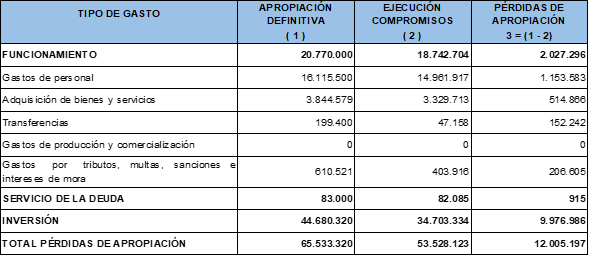 TIPO DE GASTO APROPIACIÓN DEFINITIVA ( 1 ) EJECUCIÓN COMPROMISOS ( 2 ) PÉRDIDAS DE APROPIACIÓN 3 = (1 - 2)
FUNCIONAMIENTO 20.770.000 18.742.704 2.027.296
Gastos de personal 16.115.500 14.961.917 1.153.583
Adquisición de bienes y servicios 3.844.579 3.329.713 514.866
Transferencias 199.400 47.158 152.242
Gastos de producción y comercialización 0 0 0
Gastos por tributos, multas, sanciones e
intereses de mora 610.521 403.916 206.605
SERVICIO DE LA DEUDA 83.000 82.085 915
INVERSIÓN 44.680.320 34.703.334 9.976.986
TOTAL PÉRDIDAS DE APROPIACIÓN 65.533.320 53.528.123 12.005.197